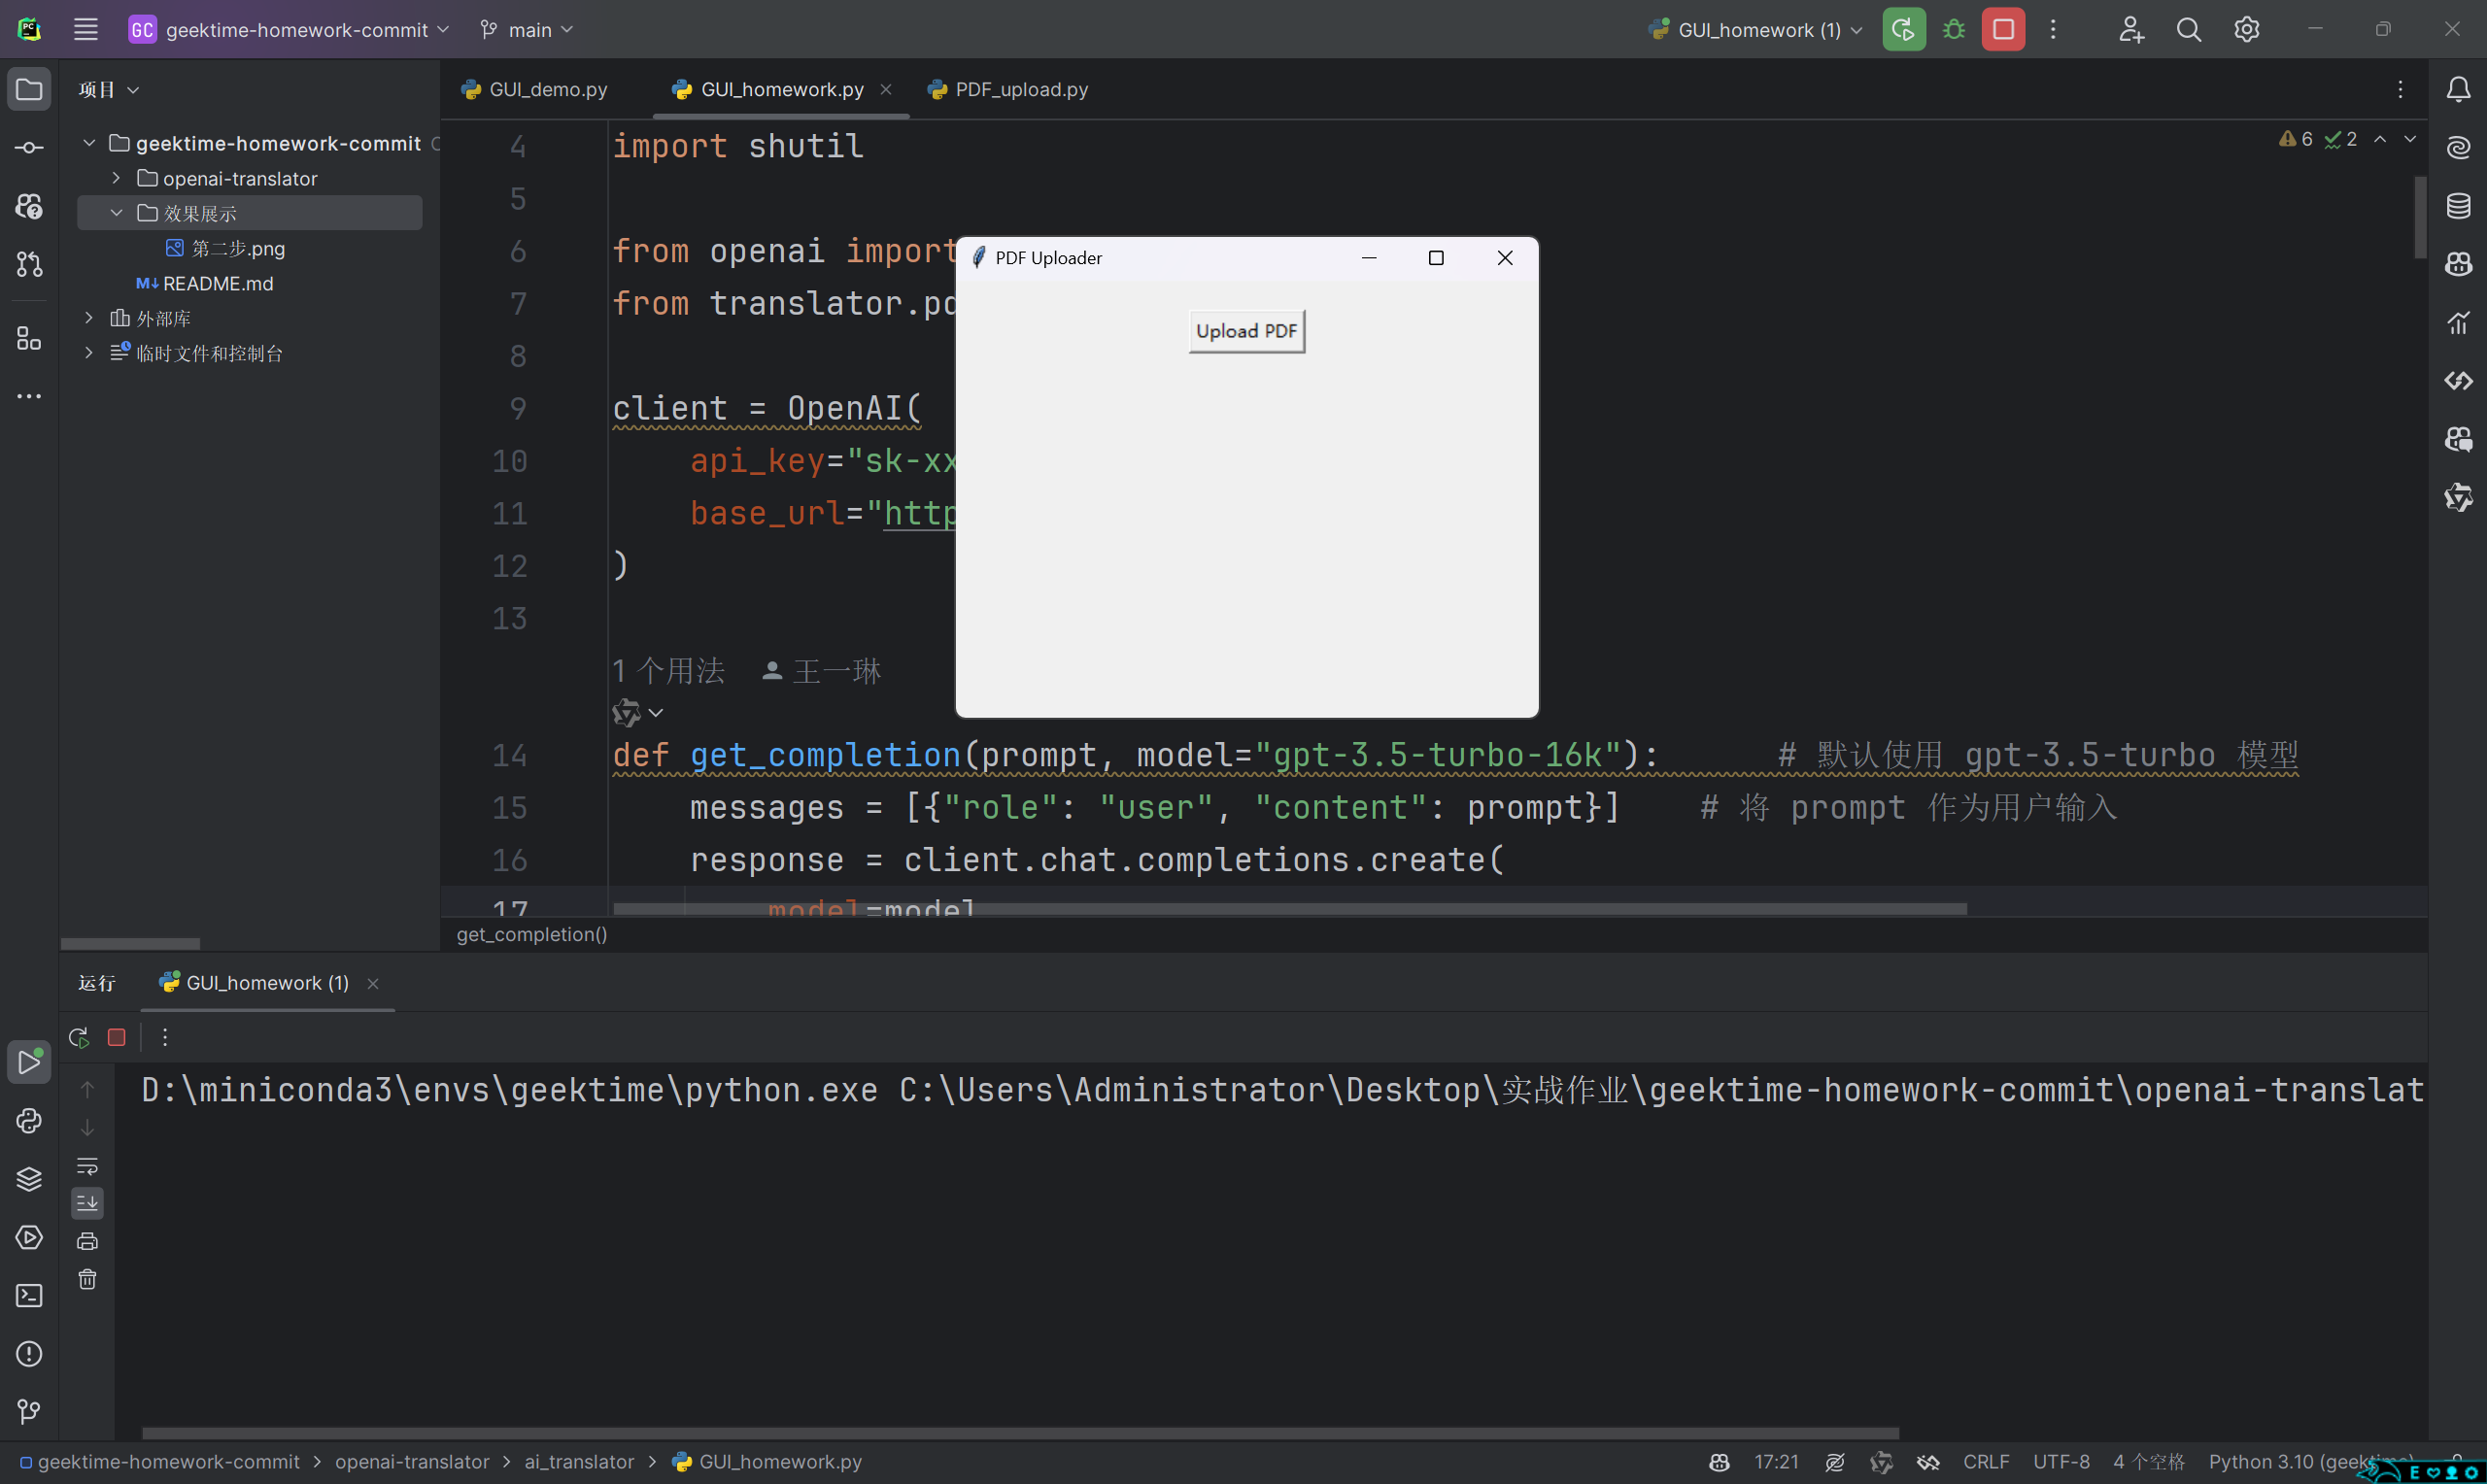 GC geektime-homework-commit main GUI_homework (1)
项目
GUI_demo.py GUI_homework.py PDF_upload.py
geektime-homework-commit
openai-translator
效果展示
第二步.png
README.md
外部库
临时文件和控制台
6 2
4 import shutil
5
6 from openai import
7 from translator.pd
8
9 client = OpenAI(
10 api_key="sk-xx
11 base_url="http
12 )
13
1 个用法 王一琳
14 def get_completion(prompt, model="gpt-3.5-turbo-16k"): # 默认使用 gpt-3.5-turbo 模型
15 messages = [{"role": "user", "content": prompt}] # 将 prompt 作为用户输入
16 response = client.chat.completions.create(
17 model=model
get_completion()
PDF Uploader
Upload PDF
运行 GUI_homework (1)
D:\miniconda3\envs\geektime\python.exe C:\Users\Administrator\Desktop\实战作业\geektime-homework-commit\openai-translat
geektime-homework-commit > openai-translator > ai_translator > GUI_homework.py
17:21 CRLF UTF-8 4 个空格 Python 3.10 (geektime)